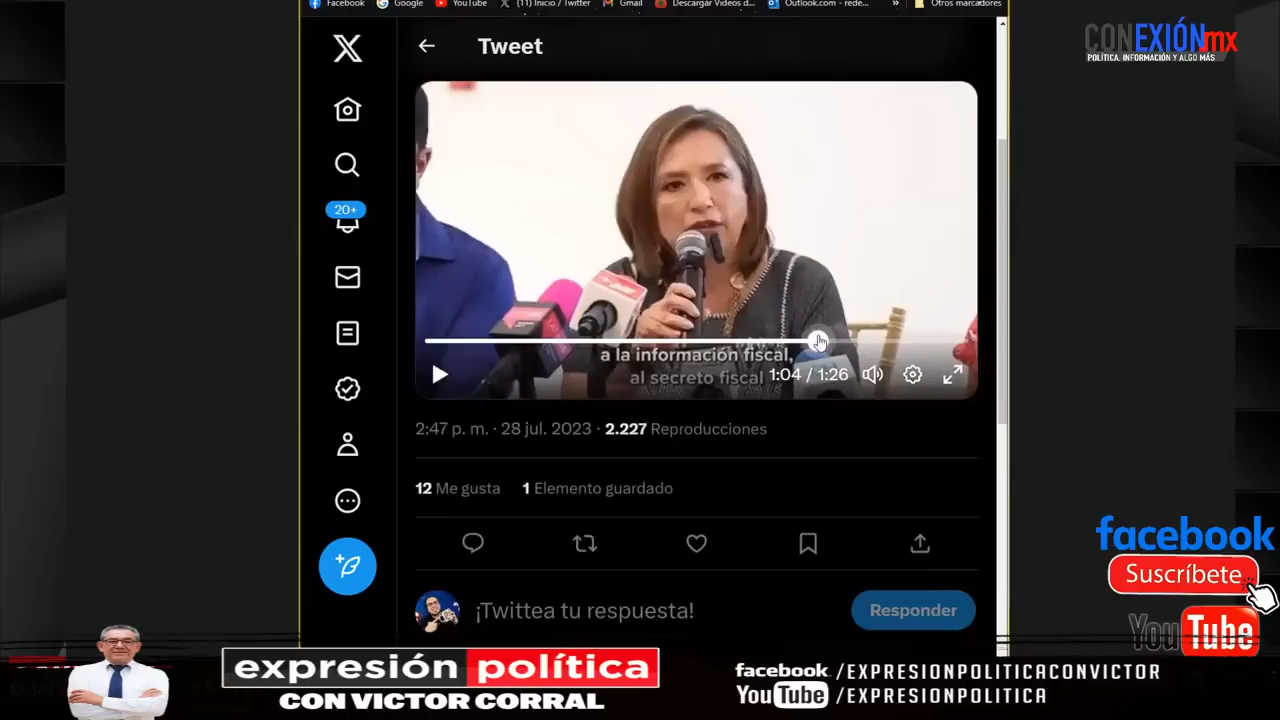 Facebook
Google
YouTube
(11) Inicio / Twitter
Gmail
Descargar Videos d...
Outlook.com - rede...
»
Otros marcadores
CONEXIÓN.mx
POLÍTICA, INFORMACIÓN Y ALGO MÁS
Tweet
20+
a la información fiscal,
al secreto fiscal
1:04 / 1:26
2:47 p. m. · 28 jul. 2023 · 2.227 Reproducciones
12 Me gusta 1 Elemento guardado
¡Twittea tu respuesta!
Responder
facebook
Suscríbete
YouTube
expresión política
CON VICTOR CORRAL
facebook. /EXPRESIONPOLITICACONVICTOR
YouTube /EXPRESIONPOLITICA